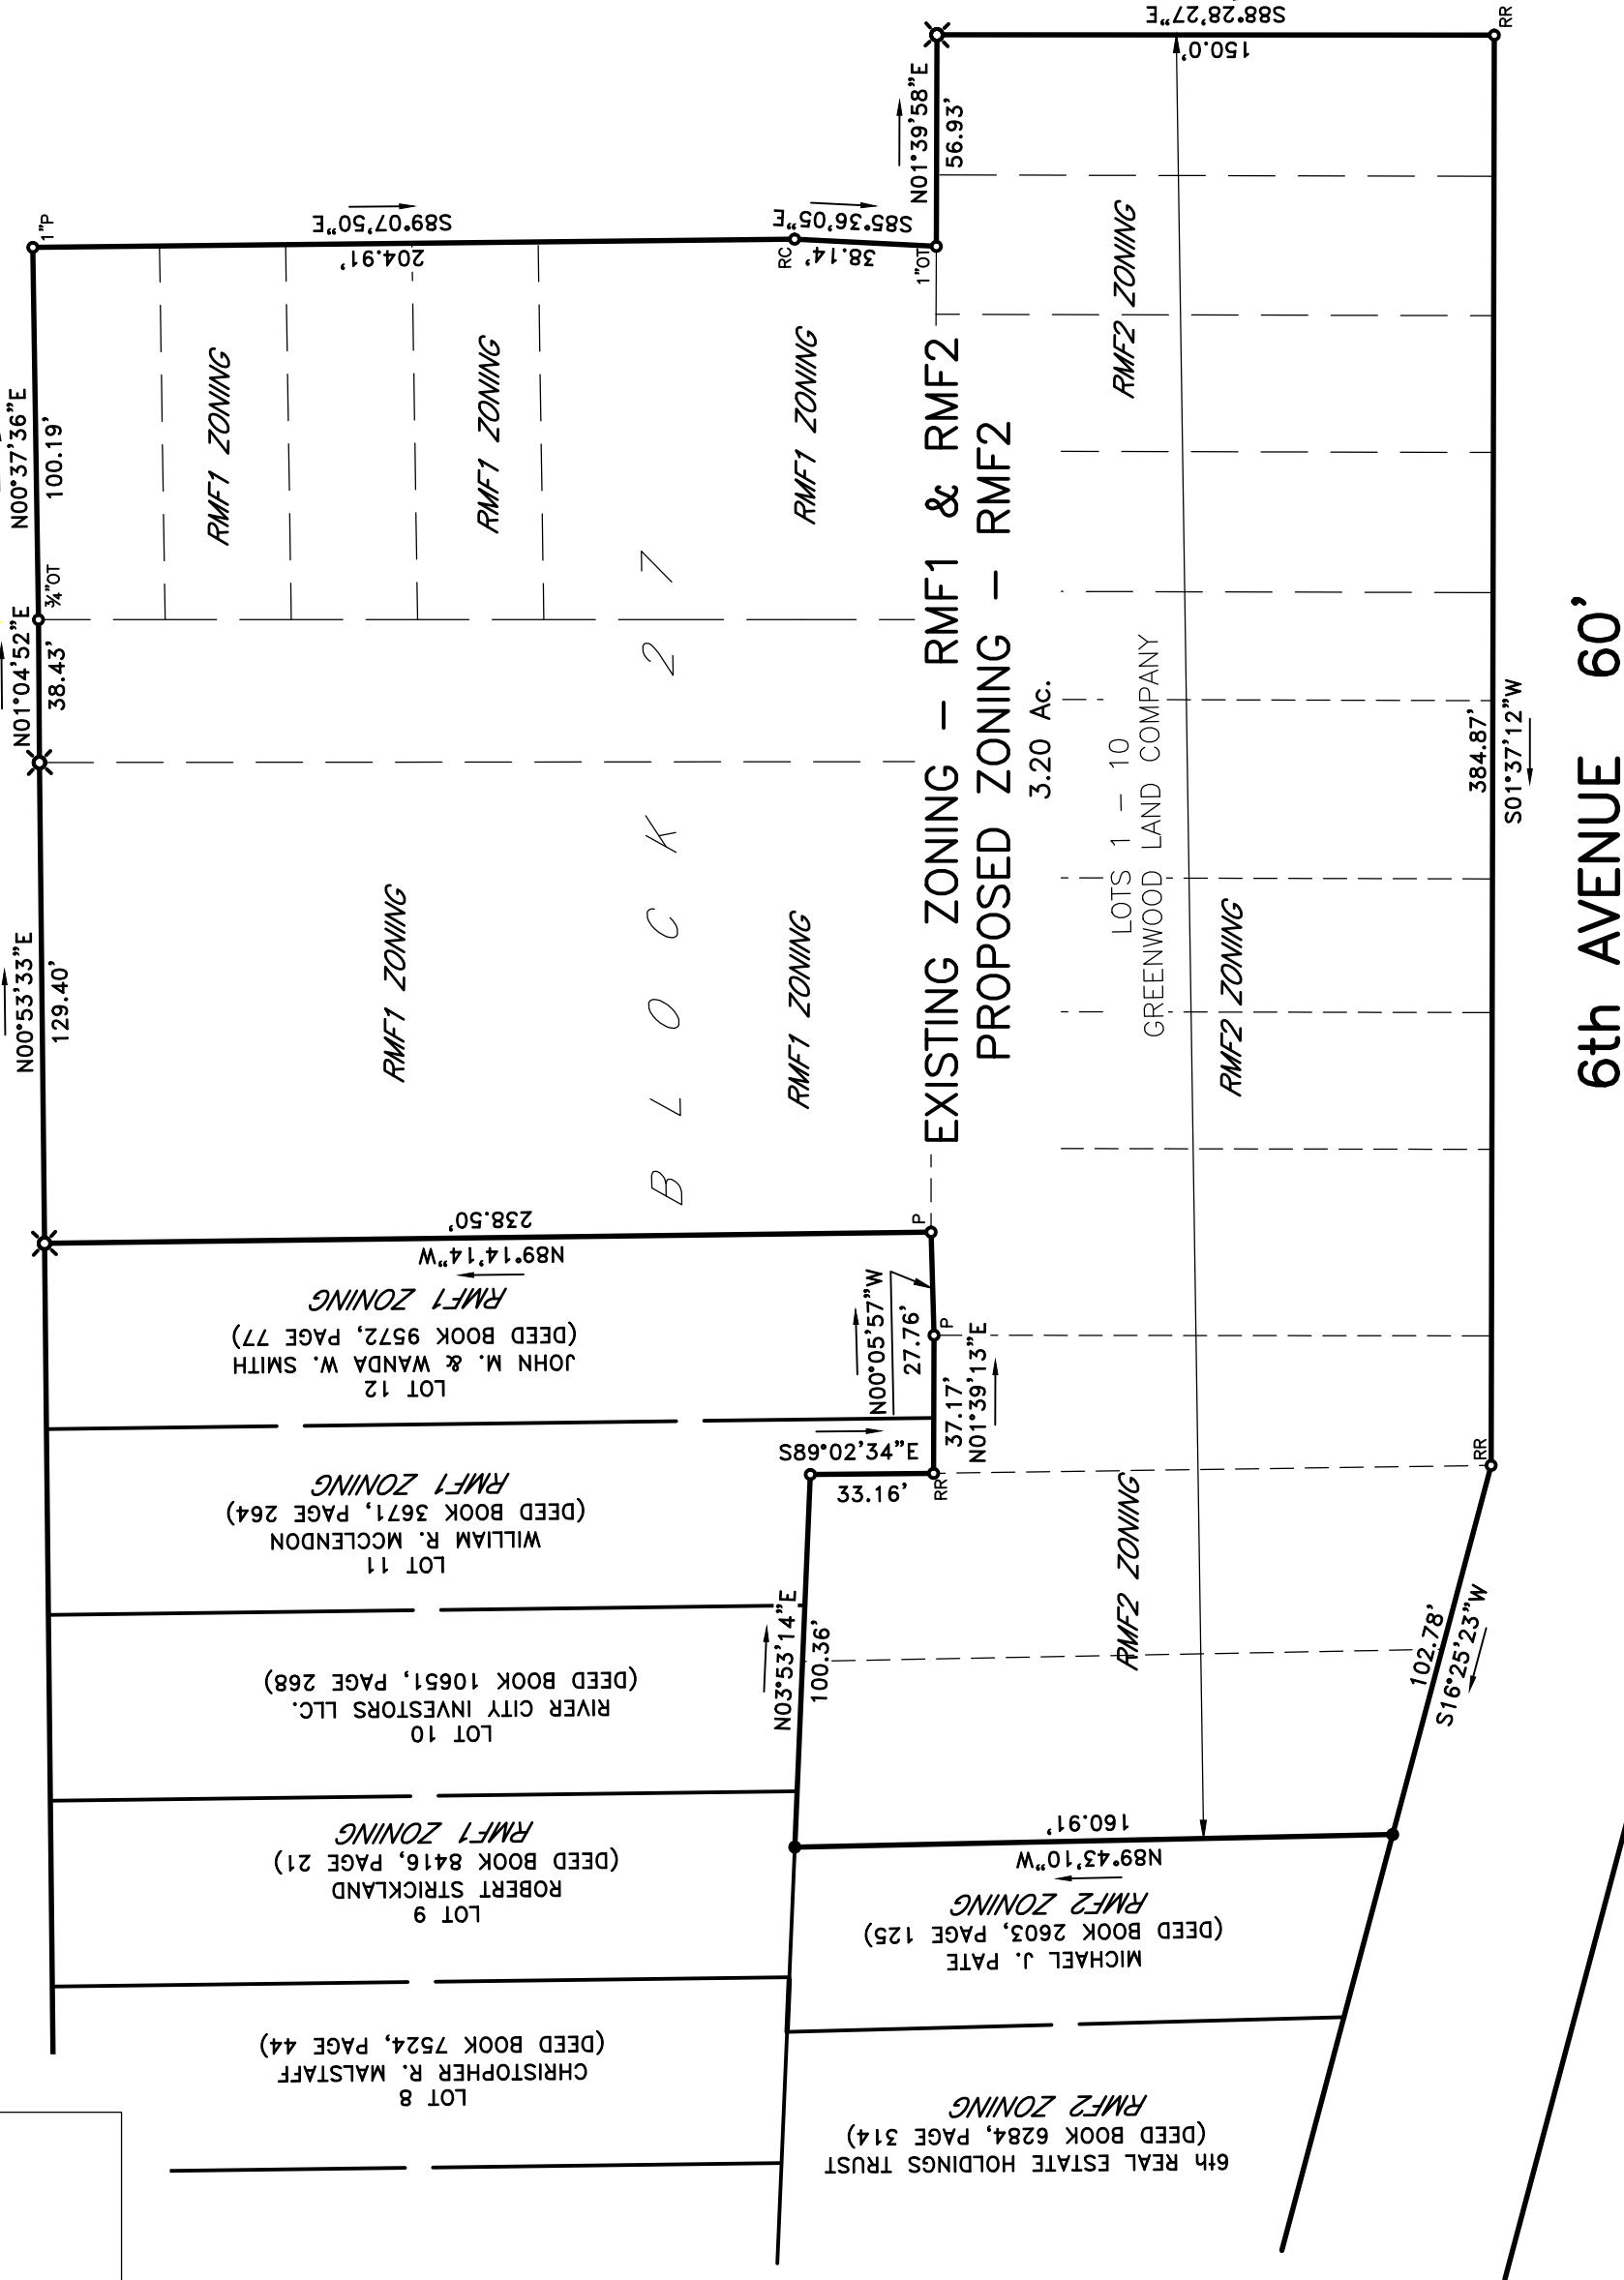 N00°53'33"E
129.40'
N01°04'52"E
38.43'
¾"OT
N00°37'36"E
100.19'
1"P
S89°07'50"E
204.91'
RC
S85°36'05"E
38.14'
1"OT
N01°39'58"E
56.93'
S88°28'27"E
150.0'
RR
RMF1 ZONING
RMF1 ZONING
RMF1 ZONING
RMF1 ZONING
RMF1 ZONING
BLOCK 27
EXISTING ZONING - RMF1 & RMF2
PROPOSED ZONING - RMF2
3.20 Ac.
LOTS 1 - 10
GREENWOOD LAND COMPANY
RMF2 ZONING
RMF2 ZONING
RMF2 ZONING
384.87'
S01°37'12"W
6th AVENUE 60'
238.50'
N89°14'14"W
P
N00°05'57"W
27.76'
P
37.17'
N01°39'13"E
S89°02'34"E
33.16'
RR
RR
N03°53'14"E
100.36'
102.78'
S16°25'23"W
160.91'
N89°43'10"W
LOT 12
JOHN M. & WANDA W. SMITH
(DEED BOOK 9572, PAGE 77)
RMF1 ZONING
LOT 11
WILLIAM R. MCCLENDON
(DEED BOOK 3671, PAGE 264)
RMF1 ZONING
LOT 10
RIVER CITY INVESTORS LLC.
(DEED BOOK 10651, PAGE 268)
LOT 9
ROBERT STRICKLAND
(DEED BOOK 8416, PAGE 21)
RMF1 ZONING
LOT 8
CHRISTOPHER R. MALSTAFF
(DEED BOOK 7524, PAGE 44)
MICHAEL J. PATE
(DEED BOOK 2603, PAGE 125)
RMF2 ZONING
6th REAL ESTATE HOLDINGS TRUST
(DEED BOOK 6284, PAGE 314)
RMF2 ZONING